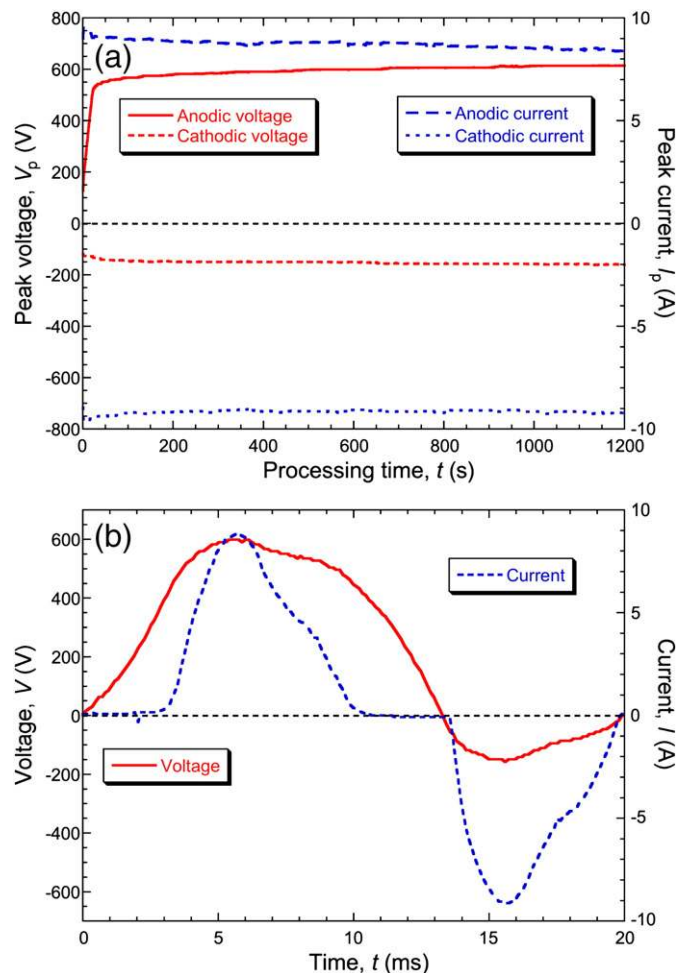 (a)
800
600
400
200
0
-200
-400
-600
-800
Peak voltage, Vp (V)
Anodic voltage
Cathodic voltage
Anodic current
Cathodic current
10
5
0
-5
-10
Peak current, Ip (A)
0 200 400 600 800 1000 1200
Processing time, t (s)
(b)
600
400
200
0
-200
-400
-600
Voltage, V (V)
Current
Voltage
10
5
0
-5
-10
Current, I (A)
0 5 10 15 20
Time, t (ms)